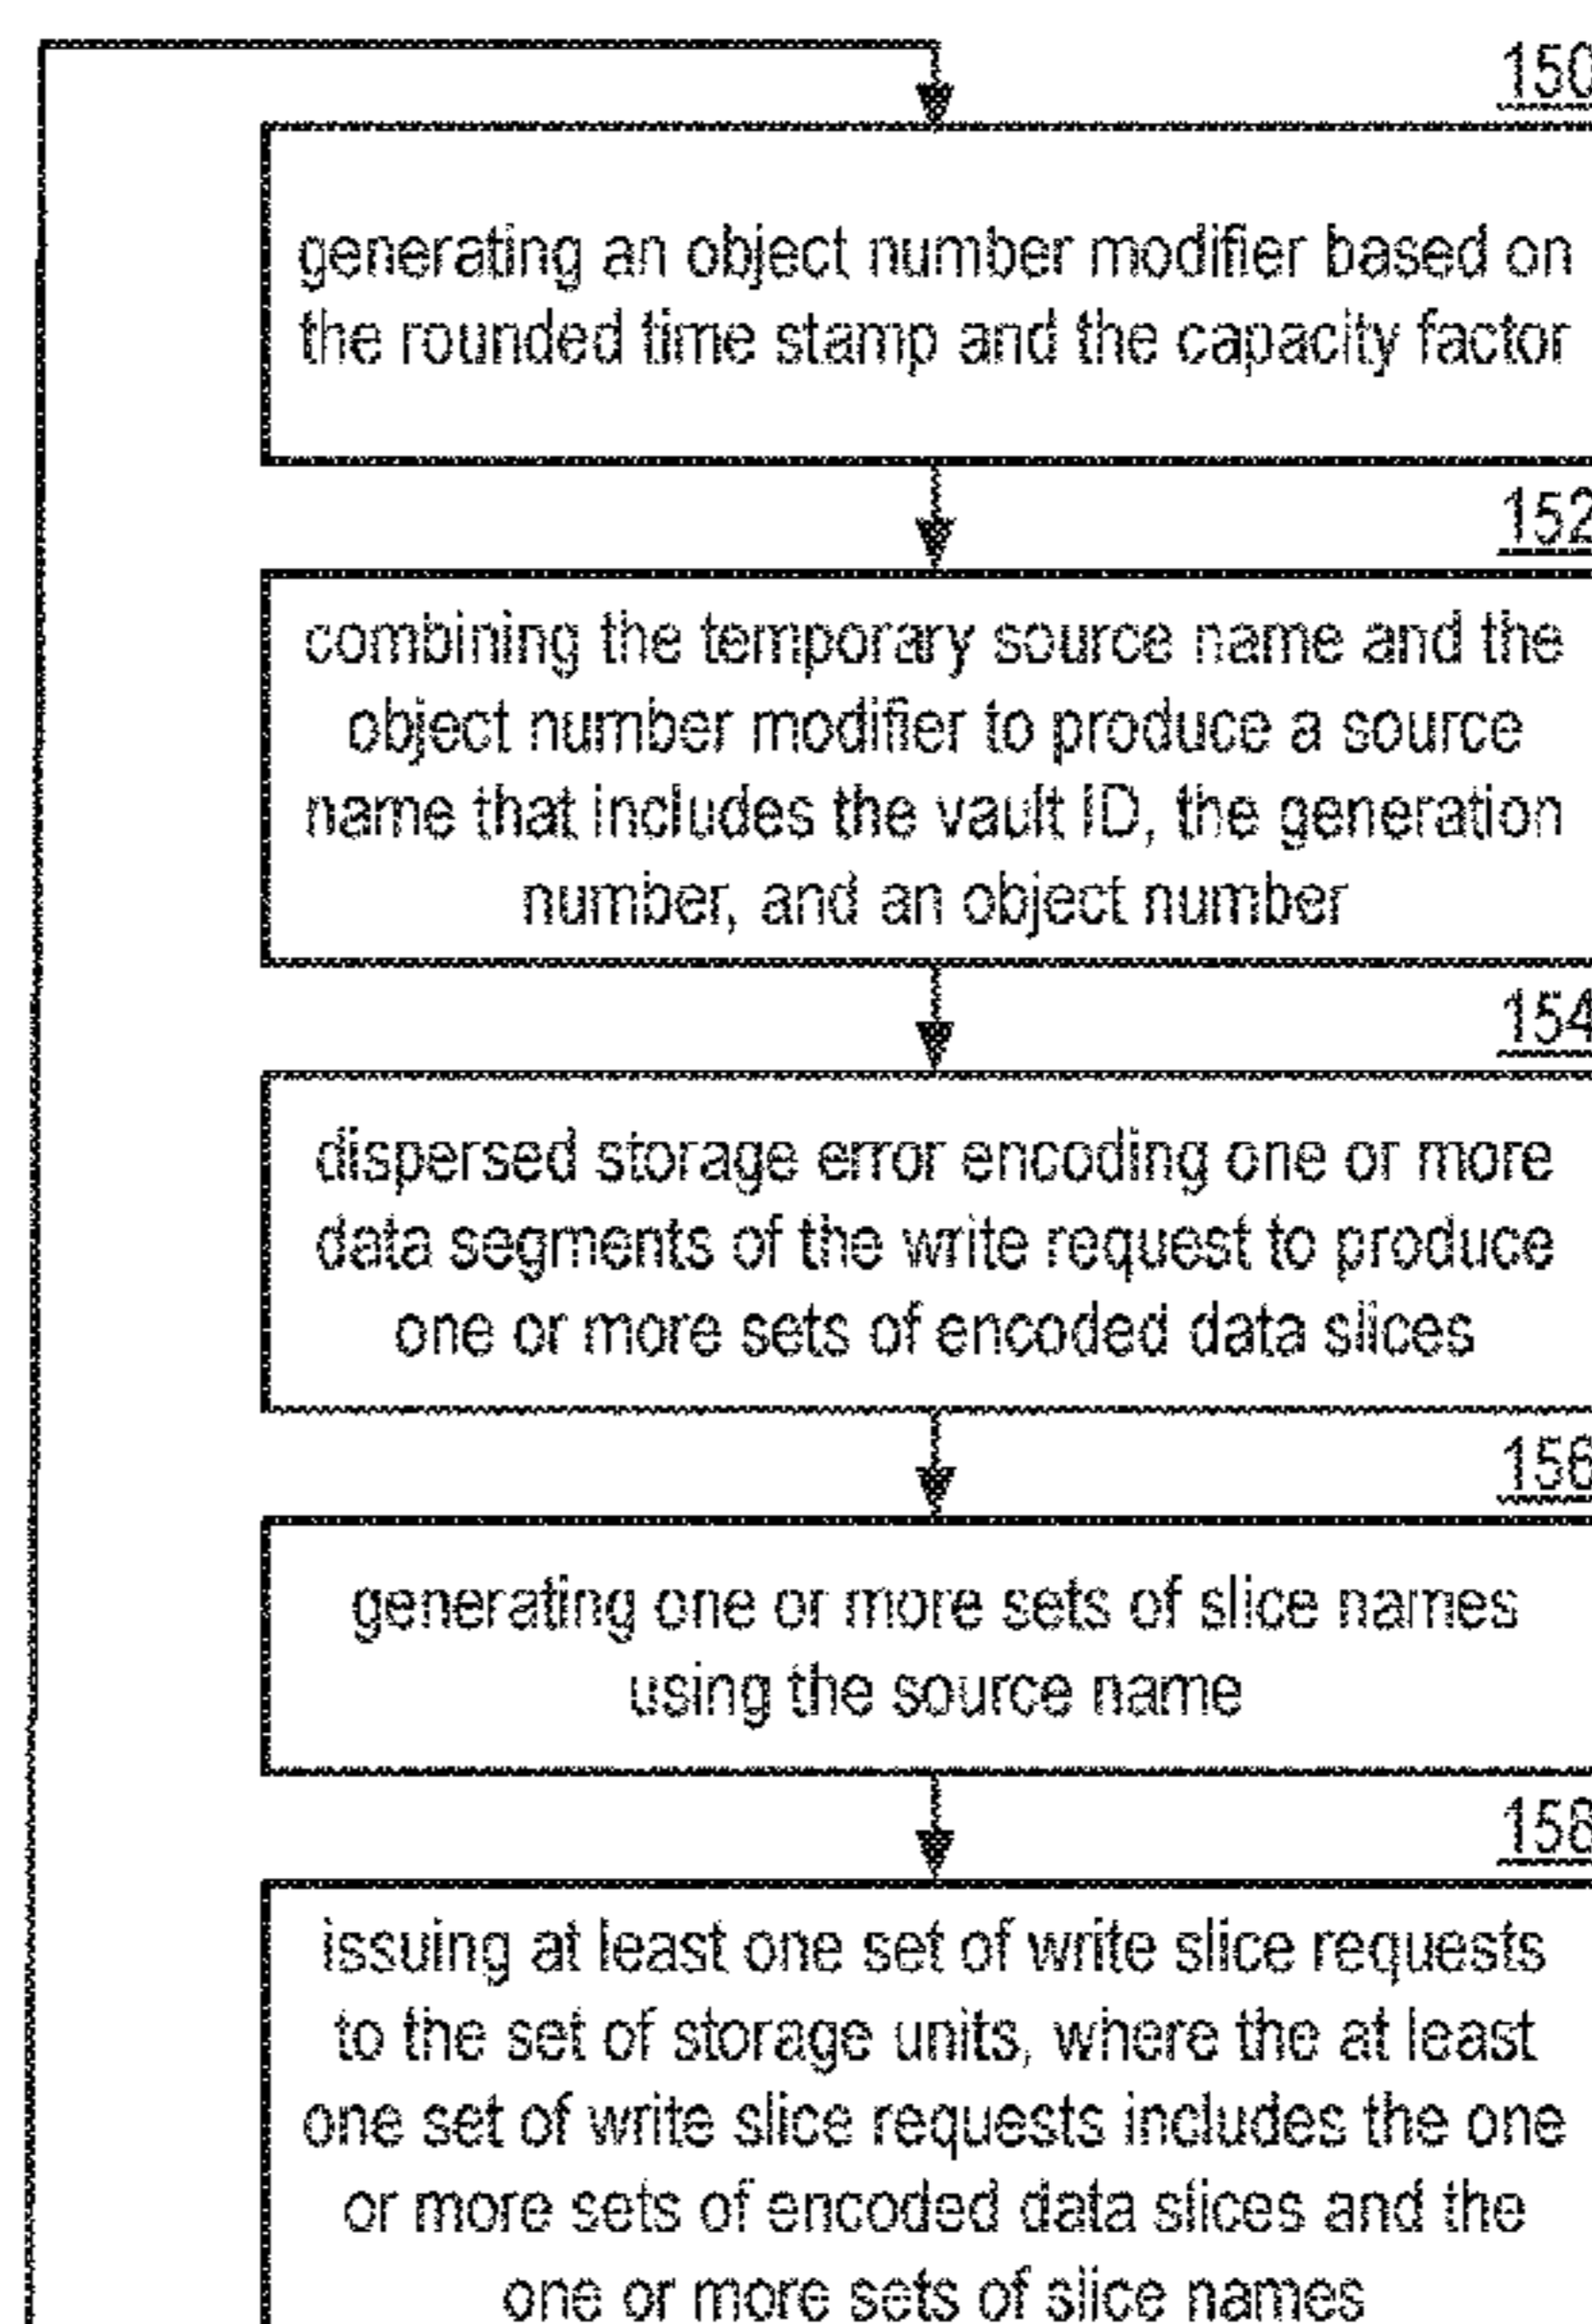 150
generating an object number modifier based on
the rounded time stamp and the capacity factor
152
combining the temporary source name and the
object number modifier to produce a source
name that includes the vault ID, the generation
number, and an object number
154
dispersed storage error encoding one or more
data segments of the write request to produce
one or more sets of encoded data slices
156
generating one or more sets of slice names
using the source name
158
issuing at least one set of write slice requests
to the set of storage units, where the at least
one set of write slice requests includes the one
or more sets of encoded data slices and the
one or more sets of slice names